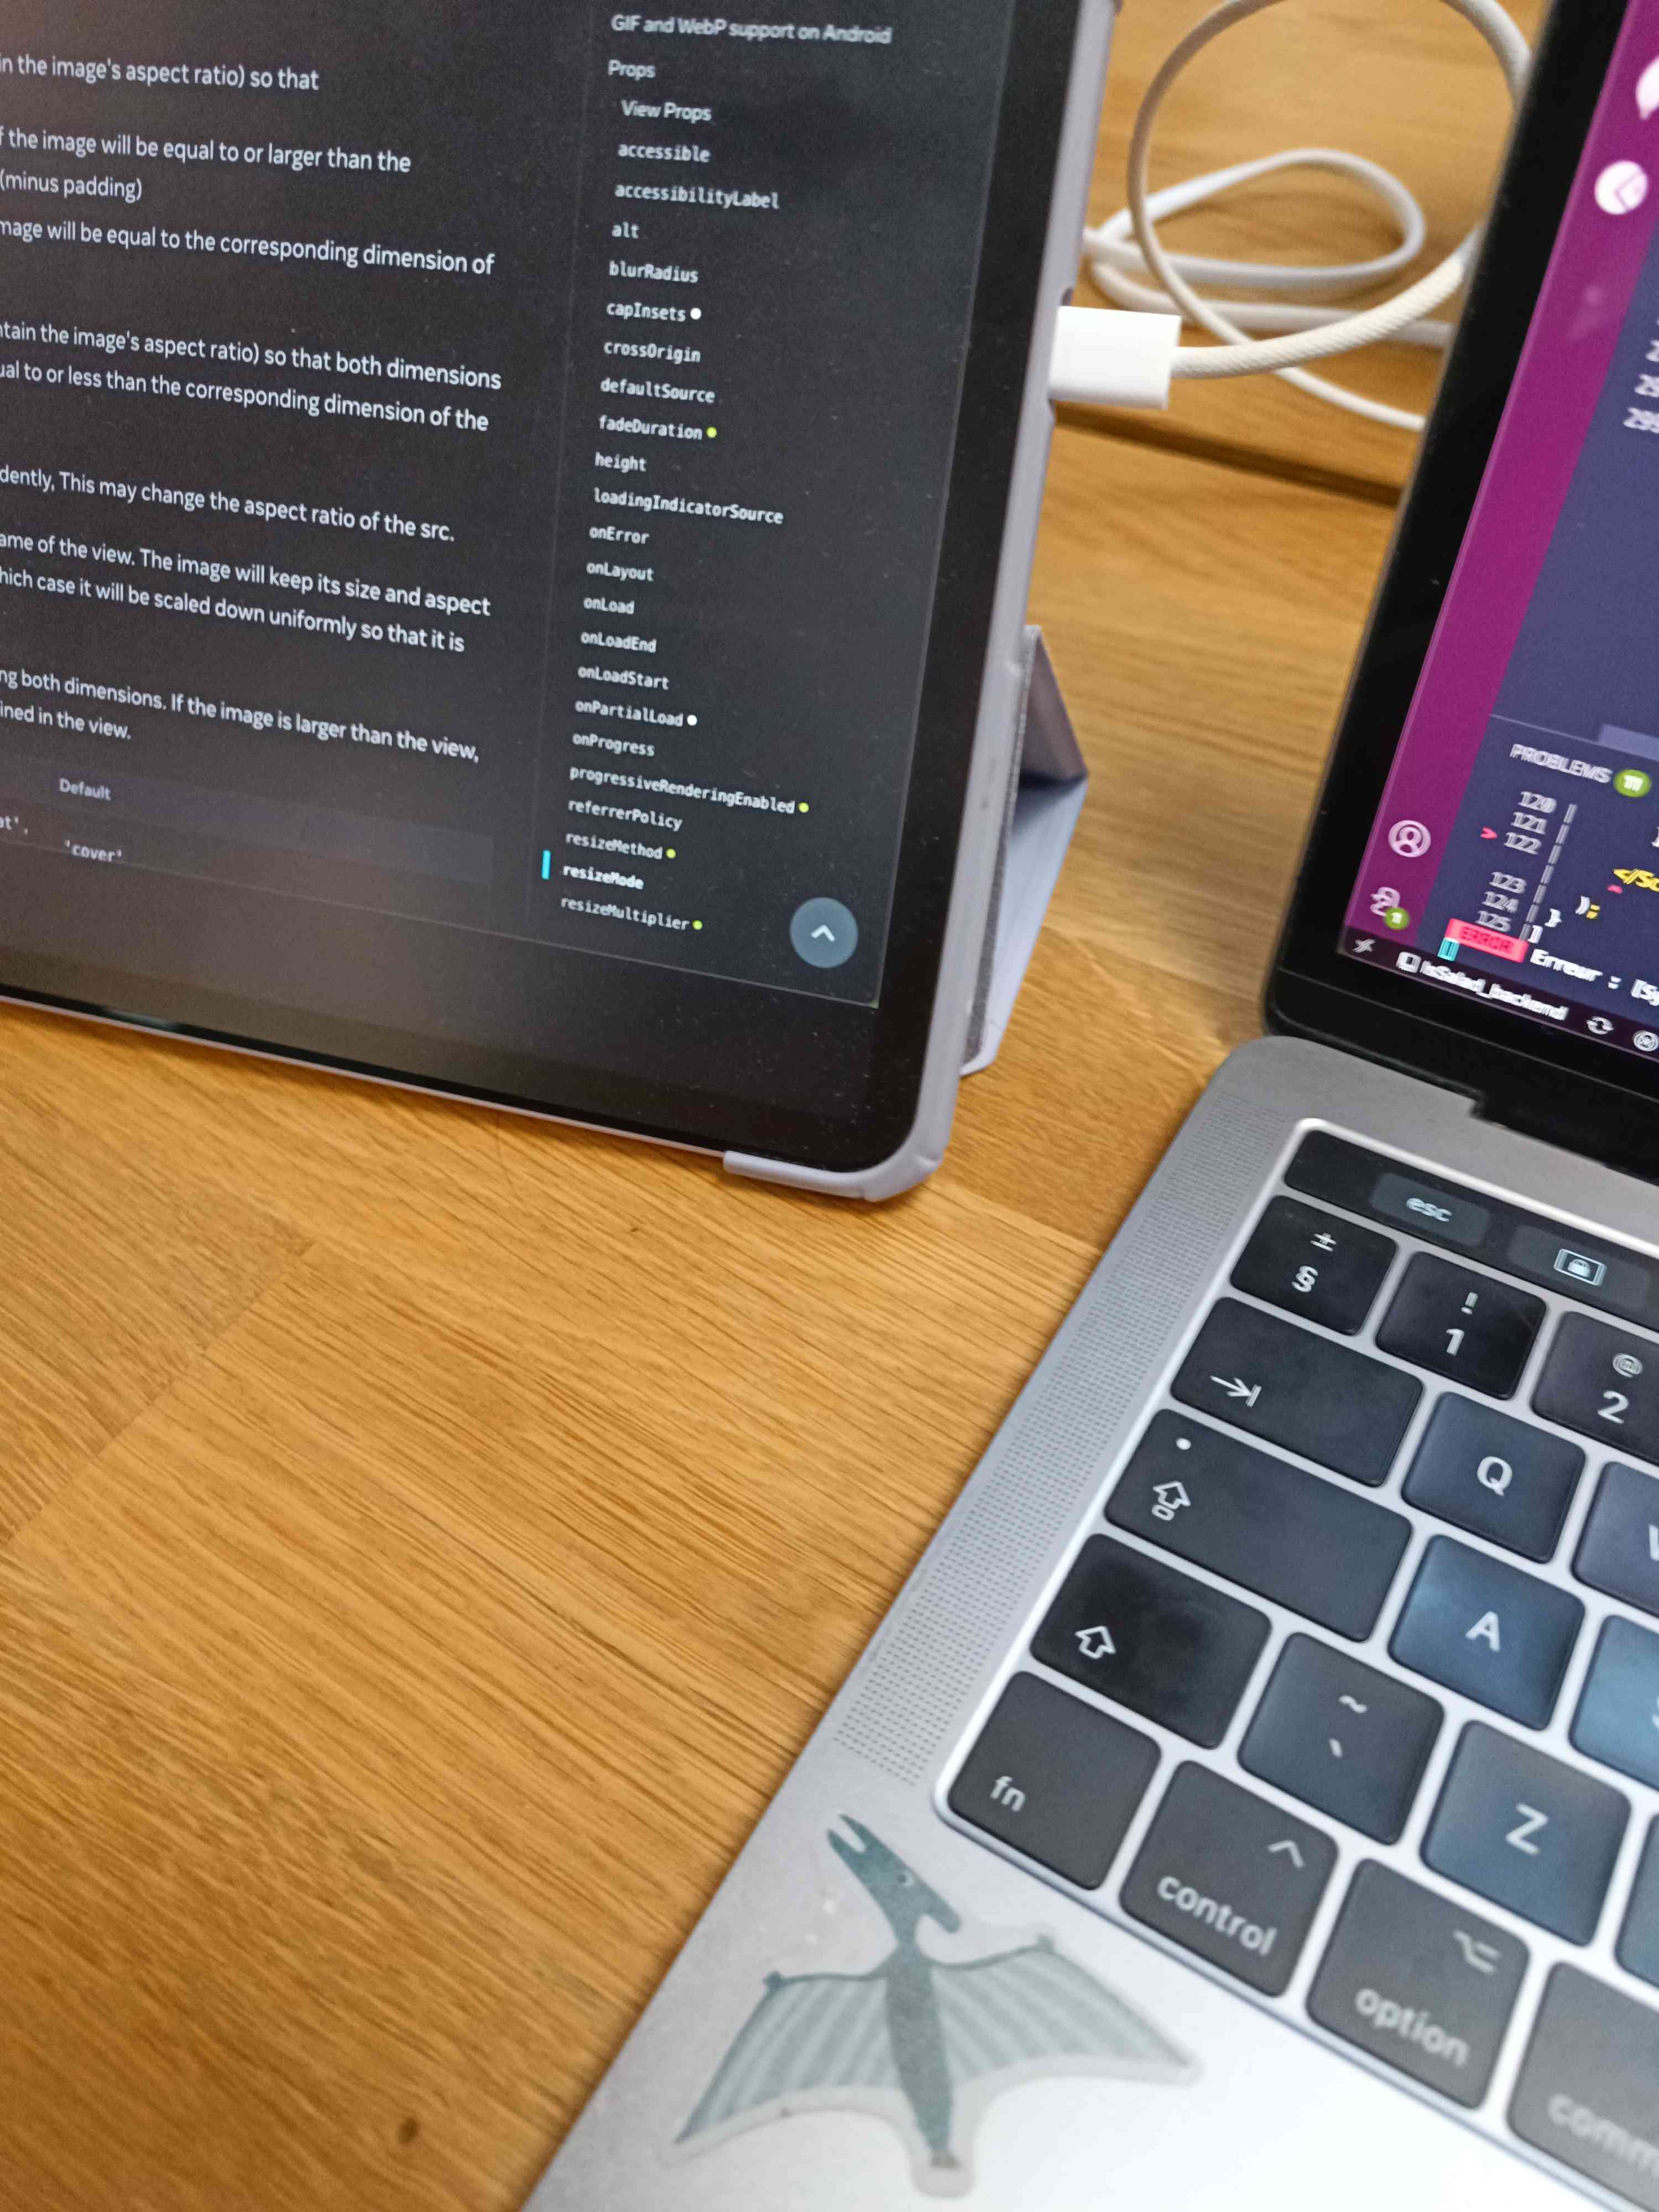 in the image's aspect ratio) so that
f the image will be equal to or larger than the
(minus padding)
mage will be equal to the corresponding dimension of
ntain the image's aspect ratio) so that both dimensions
ual to or less than the corresponding dimension of the
dently, This may change the aspect ratio of the src.
ame of the view. The image will keep its size and aspect
hich case it will be scaled down uniformly so that it is
ng both dimensions. If the image is larger than the view,
ined in the view.
Default
at'.
'cover'
GIF and WebP support on Android
Props
View Props
accessible
accessibilityLabel
alt
blurRadius
capInsets
crossOrigin
defaultSource
fadeDuration
height
loadingIndicatorSource
onError
onLayout
onLoad
onLoadEnd
onLoadStart
onPartialLoad
onProgress
progressiveRenderingEnabled
referrerPolicy
resizeMethod
resizeMode
resizeMultiplier
PROBLEMS 11
120 |
121 |
> 122 |
123 |
124 | );
125 | }
ERROR Erreur : [Sy
esc
± §
! 1
@ 2
Q
A
~ `
Z
fn
control
option